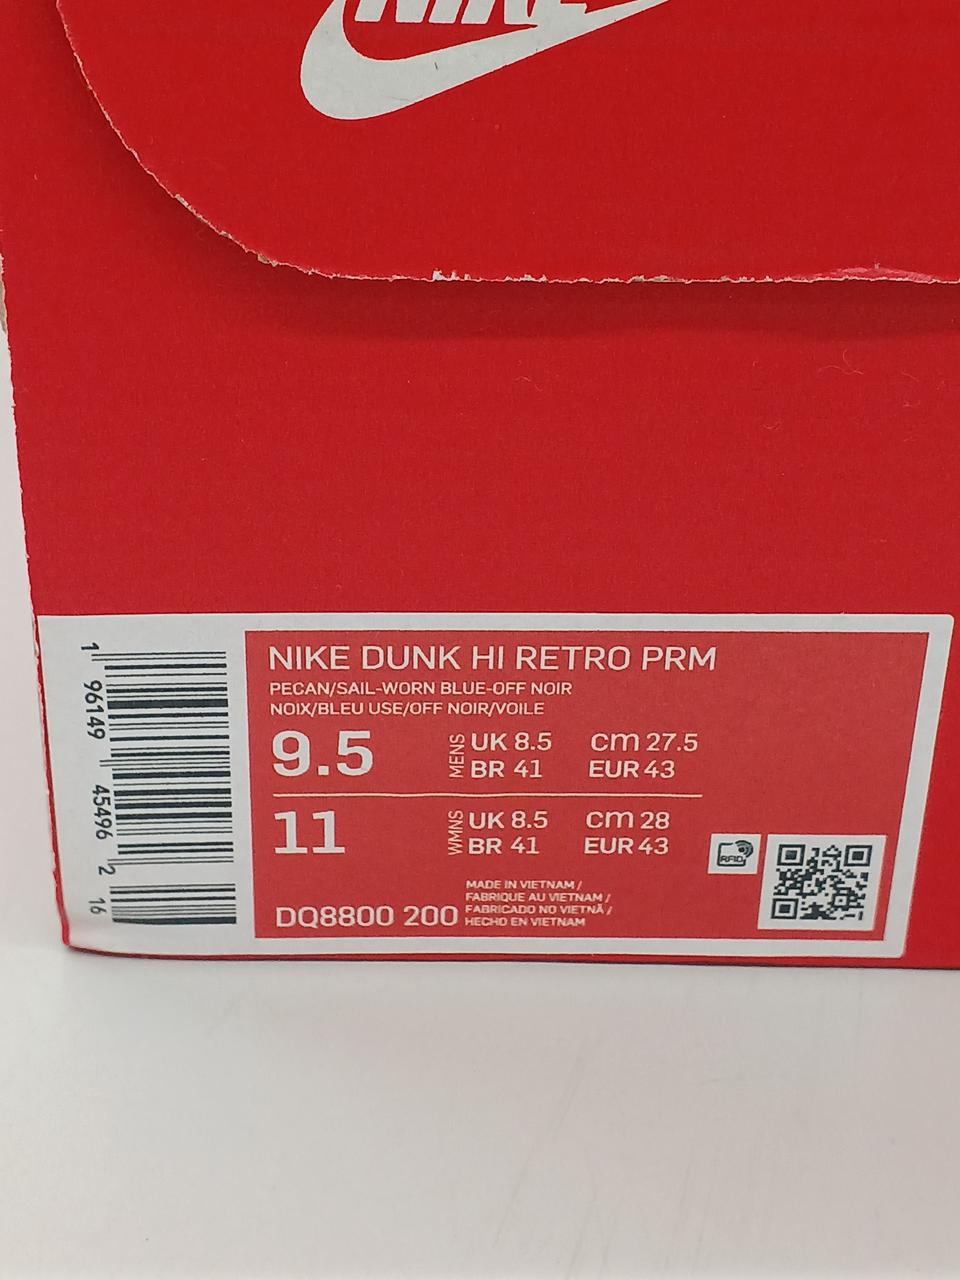 NIKE
NIKE DUNK HI RETRO PRM
PECAN/SAIL-WORN BLUE-OFF NOIR
NOIX/BLEU USE/OFF NOIR/VOILE
9.5 MENS UK 8.5 cm 27.5
BR 41 EUR 43
11 WMNS UK 8.5 cm 28
BR 41 EUR 43
RFID
MADE IN VIETNAM /
FABRIQUE AU VIETNAM /
FABRICADO NO VIETNÃ /
HECHO EN VIETNAM
DQ8800 200
1 96149 45496 2 16